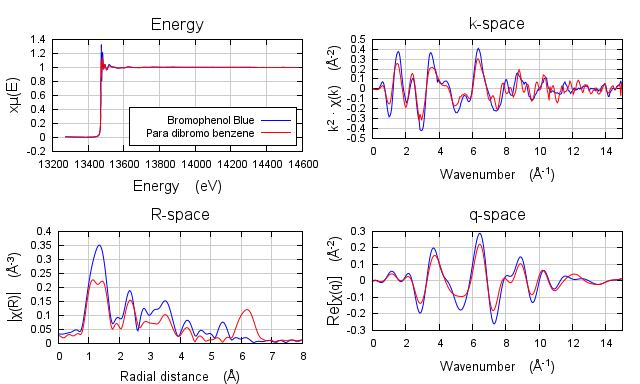 Energy
1.4
1.2
1
0.8
0.6
0.4
0.2
0
-0.2
xμ(E)
Bromophenol Blue
Para dibromo benzene
13200 13400 13600 13800 14000 14200 14400 14600
Energy (eV)
k-space
0.5
0.4
0.3
0.2
0.1
0
-0.1
-0.2
-0.3
-0.4
-0.5
k² · χ(k) (Å⁻²)
0 2 4 6 8 10 12 14
Wavenumber (Å⁻¹)
R-space
0.4
0.35
0.3
0.25
0.2
0.15
0.1
0.05
0
|χ(R)| (Å⁻³)
0 1 2 3 4 5 6 7 8
Radial distance (Å)
q-space
0.3
0.2
0.1
0
-0.1
-0.2
-0.3
Re[χ(q)] (Å⁻²)
0 2 4 6 8 10 12 14
Wavenumber (Å⁻¹)